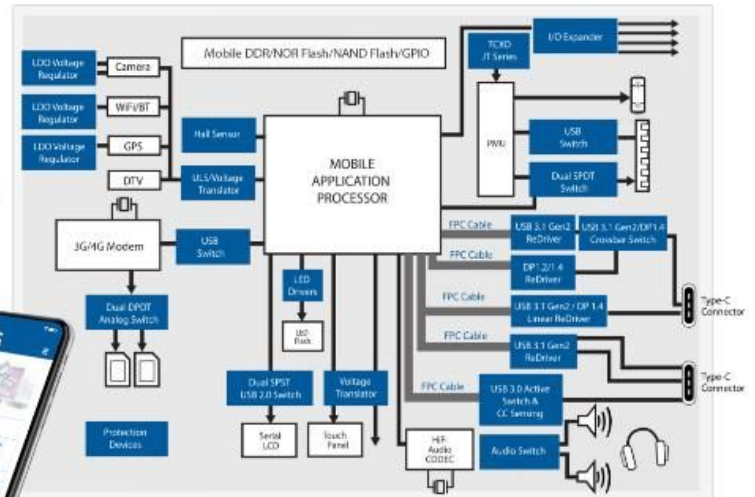 Mobile DDR/NOR Flash/NAND Flash/GPIO
TCXO
/T Series
I/O Expander
LDO Voltage
Regulator
Camera
LDO Voltage
Regulator
WiFi/BT
LDO Voltage
Regulator
GPS
DTV
Hall Sensor
ULS/Voltage
Translator
MOBILE
APPLICATION
PROCESSOR
PMU
USB
Switch
Dual SPDT
Switch
3G/4G Modem
USB
Switch
FPC Cable
USB 3.1 Gen2
ReDriver
USB 3.1 Gen2/DP1.4
Crossbar Switch
FPC Cable
DP1.2/1.4
ReDriver
FPC Cable
USB 3.1 Gen2 / DP 1.4
Linear ReDriver
Type-C
Connector
FPC Cable
USB 3.1 Gen2
ReDriver
Type-C
Connector
FPC Cable
USB 3.0 Active
Switch &
CC Sensing
Dual DPDT
Analog Switch
LED
Drivers
LED
Flash
Dual SPST
USB 2.0 Switch
Voltage
Translator
Serial
LCD
Touch
Panel
HiFi
Audio
CODEC
Audio Switch
Protection
Devices